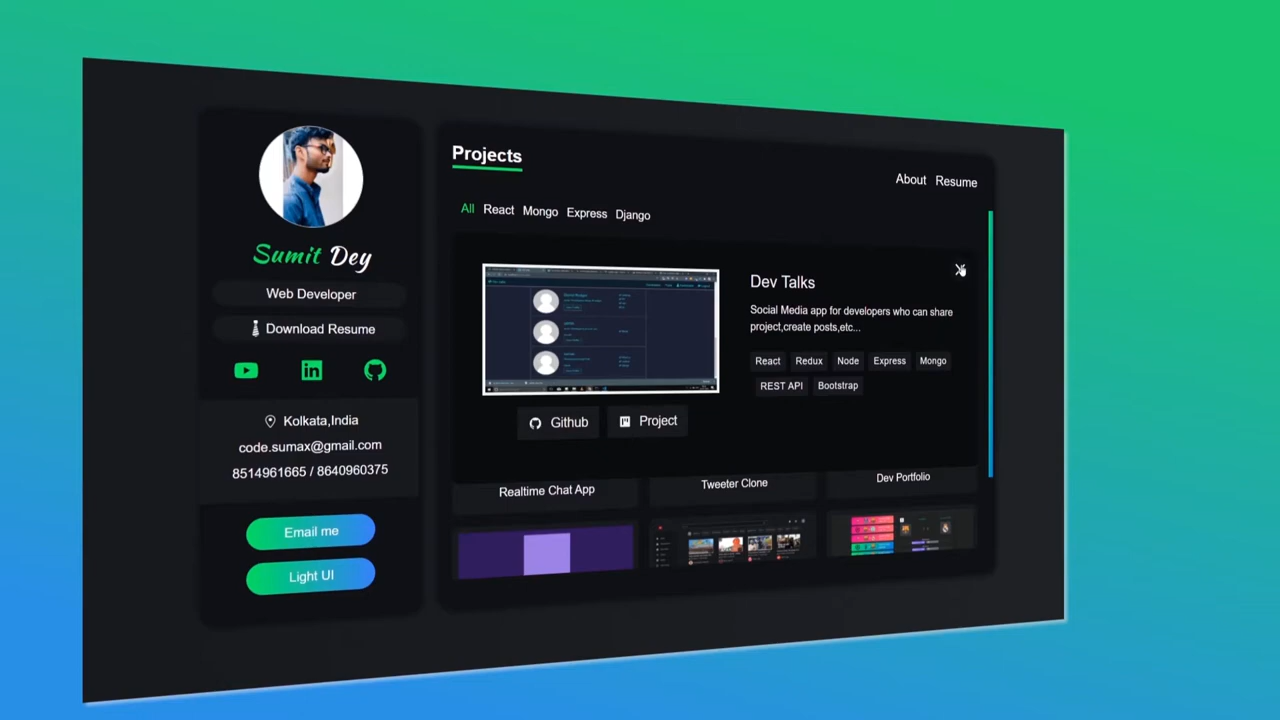 Sumit Dey
Web Developer
Download Resume
Kolkata,India
code.sumax@gmail.com
8514961665 / 8640960375
Email me
Light UI
Projects
About Resume
All React Mongo Express Django
Dev Talks
Social Media app for developers who can share
project,create posts,etc...
React Redux Node Express Mongo
REST API Bootstrap
Github Project
Realtime Chat App Tweeter Clone Dev Portfolio